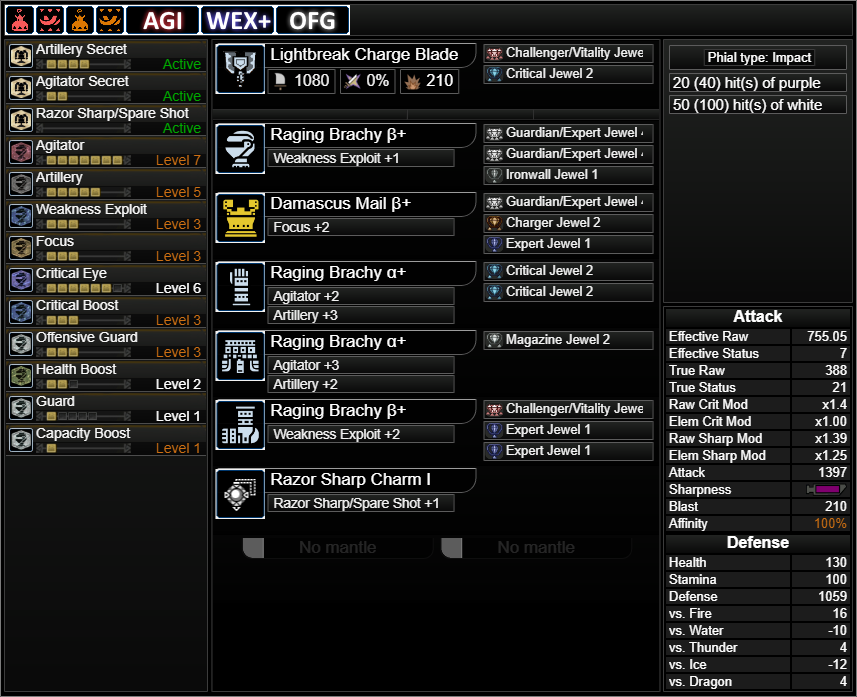 AGI WEX+ OFG
Artillery Secret
Active
Agitator Secret
Active
Razor Sharp/Spare Shot
Active
Agitator
Level 7
Artillery
Level 5
Weakness Exploit
Level 3
Focus
Level 3
Critical Eye
Level 6
Critical Boost
Level 3
Offensive Guard
Level 3
Health Boost
Level 2
Guard
Level 1
Capacity Boost
Level 1
Lightbreak Charge Blade
1080 0% 210
Challenger/Vitality Jewe
Critical Jewel 2
Raging Brachy β+
Weakness Exploit +1
Guardian/Expert Jewel
Guardian/Expert Jewel
Ironwall Jewel 1
Damascus Mail β+
Focus +2
Guardian/Expert Jewel
Charger Jewel 2
Expert Jewel 1
Raging Brachy α+
Agitator +2
Artillery +3
Critical Jewel 2
Critical Jewel 2
Raging Brachy α+
Agitator +3
Artillery +2
Magazine Jewel 2
Raging Brachy β+
Weakness Exploit +2
Challenger/Vitality Jewe
Expert Jewel 1
Expert Jewel 1
Razor Sharp Charm I
Razor Sharp/Spare Shot +1
No mantle No mantle
Phial type: Impact
20 (40) hit(s) of purple
50 (100) hit(s) of white
Attack
Effective Raw 755.05
Effective Status 7
True Raw 388
True Status 21
Raw Crit Mod x1.4
Elem Crit Mod x1.00
Raw Sharp Mod x1.39
Elem Sharp Mod x1.25
Attack 1397
Sharpness
Blast 210
Affinity 100%
Defense
Health 130
Stamina 100
Defense 1059
vs. Fire 16
vs. Water -10
vs. Thunder 4
vs. Ice -12
vs. Dragon 4